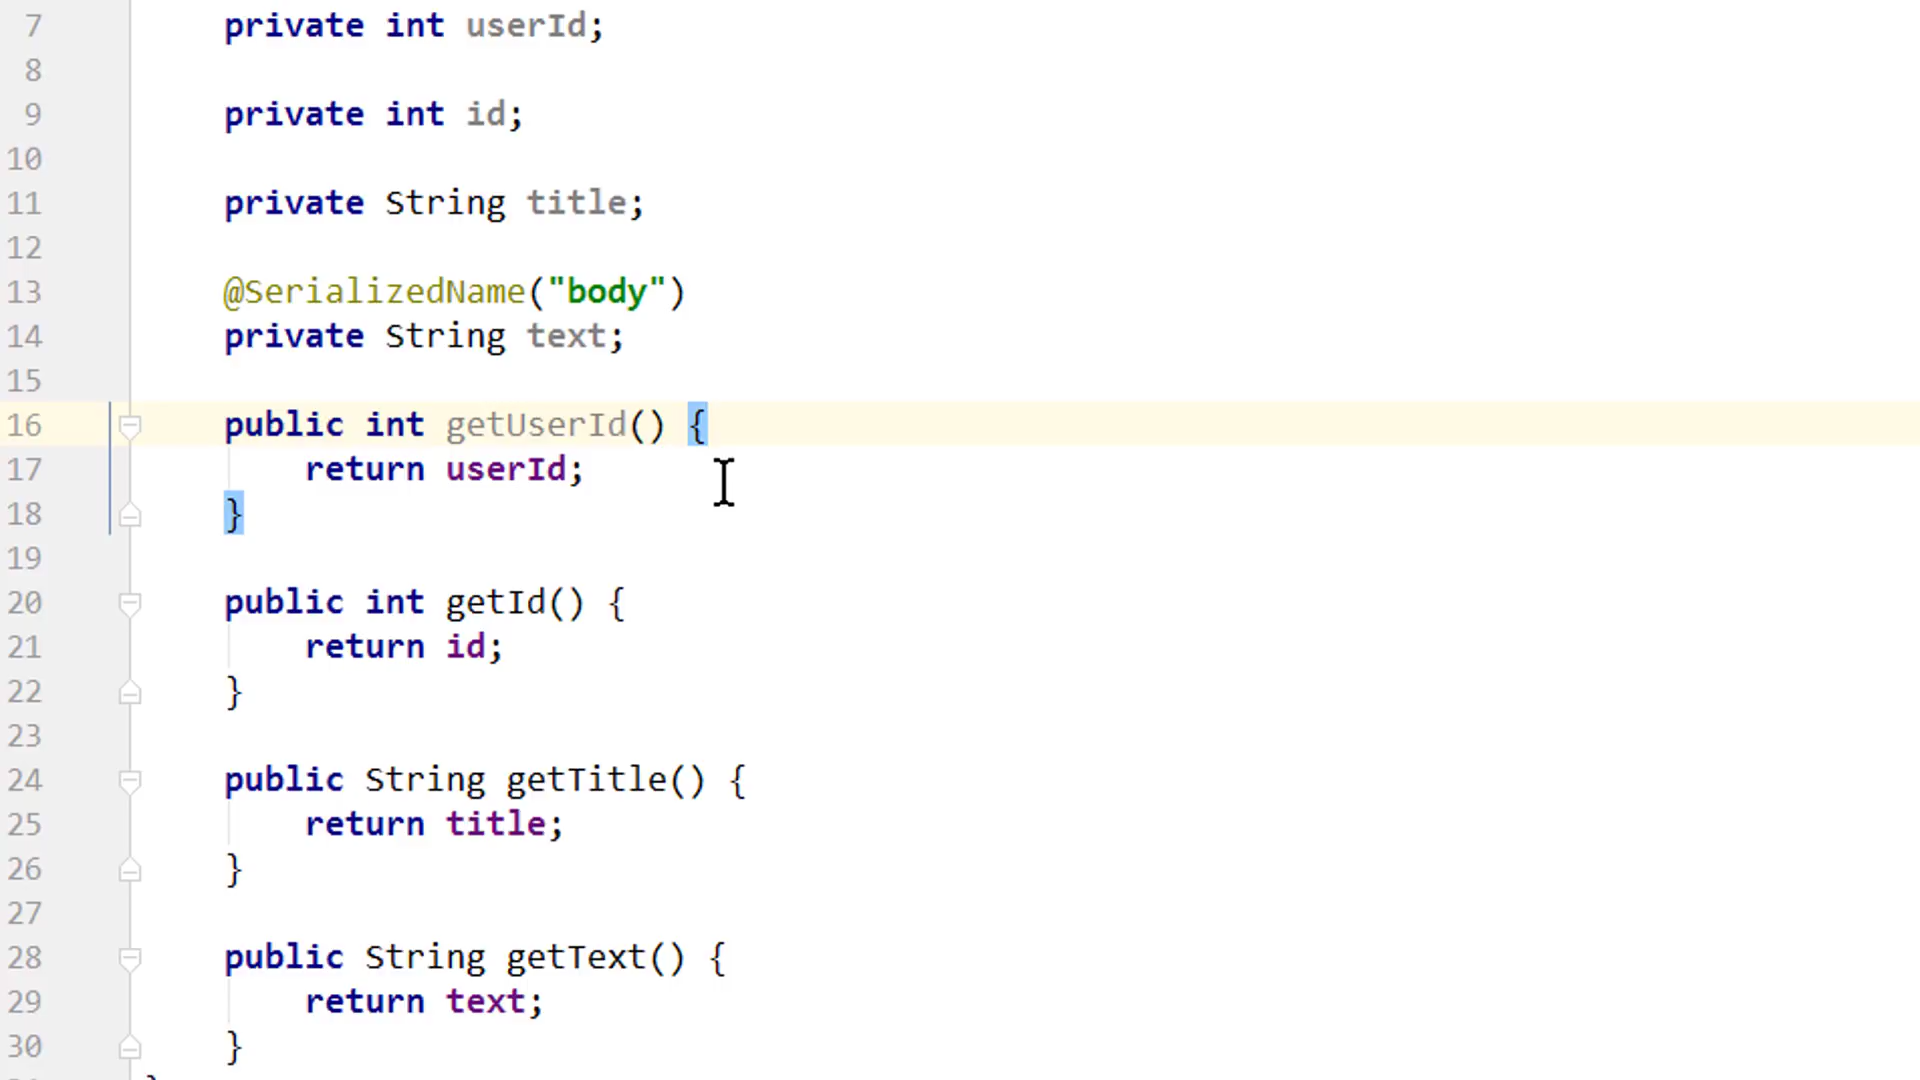 7 private int userId;
8
9 private int id;
10
11 private String title;
12
13 @SerializedName("body")
14 private String text;
15
16 public int getUserId() {
17 return userId;
18 }
19
20 public int getId() {
21 return id;
22 }
23
24 public String getTitle() {
25 return title;
26 }
27
28 public String getText() {
29 return text;
30 }